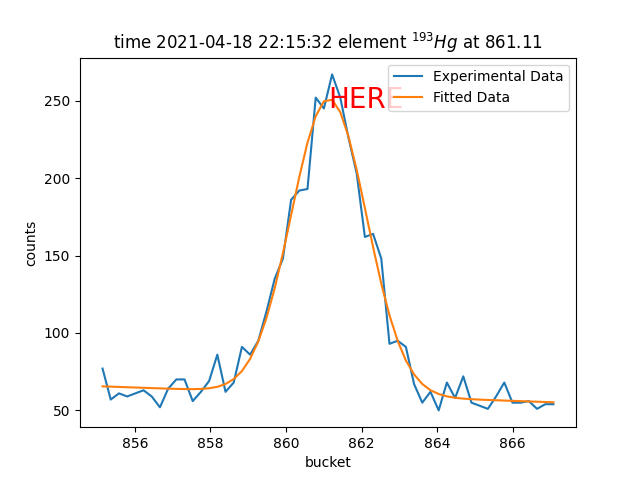 time 2021-04-18 22:15:32 element ¹⁹³Hg at 861.11
Experimental Data
Fitted Data
HERE
counts
250
200
150
100
50
856 858 860 862 864 866
bucket